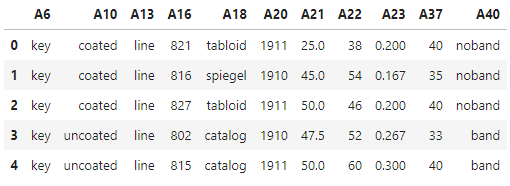 A6 A10 A13 A16 A18 A20 A21 A22 A23 A37 A40
0 key coated line 821 tabloid 1911 25.0 38 0.200 40 noband
1 key coated line 816 spiegel 1910 45.0 54 0.167 35 noband
2 key coated line 827 tabloid 1911 50.0 46 0.200 40 noband
3 key uncoated line 802 catalog 1910 47.5 52 0.267 33 band
4 key uncoated line 815 catalog 1911 50.0 60 0.300 40 band